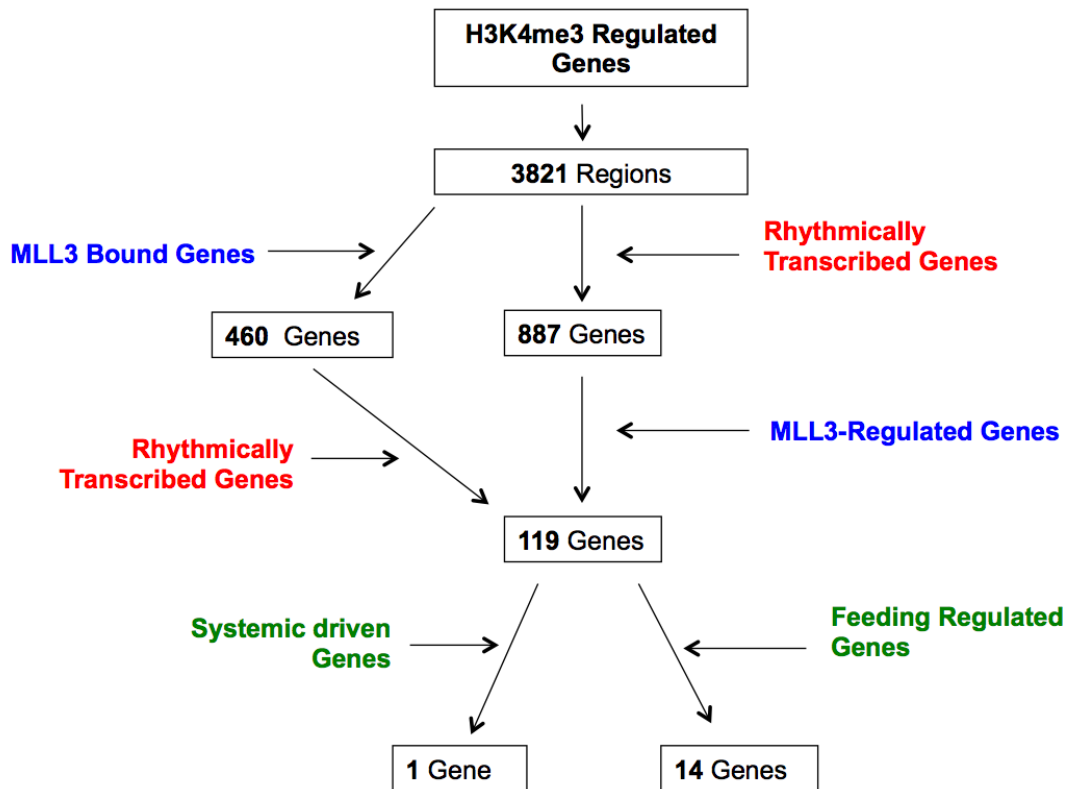 H3K4me3 Regulated
Genes
3821 Regions
MLL3 Bound Genes
Rhythmically
Transcribed Genes
460 Genes
887 Genes
Rhythmically
Transcribed Genes
MLL3-Regulated Genes
119 Genes
Systemic driven
Genes
Feeding Regulated
Genes
1 Gene
14 Genes